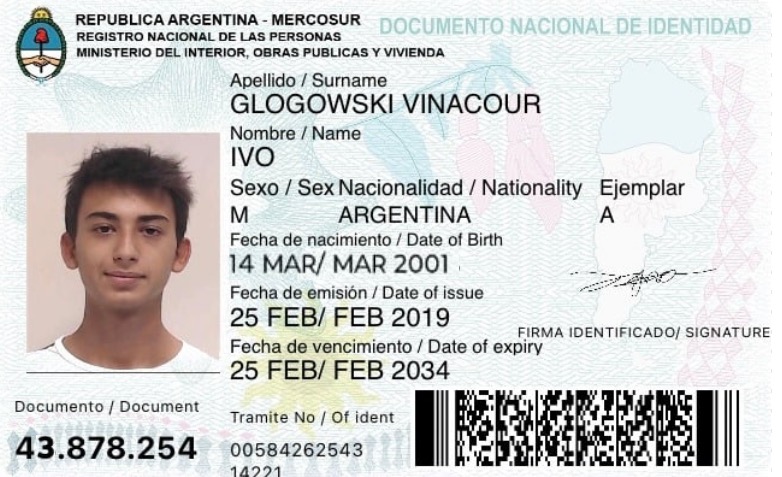 REPUBLICA ARGENTINA - MERCOSUR
REGISTRO NACIONAL DE LAS PERSONAS
MINISTERIO DEL INTERIOR, OBRAS PUBLICAS Y VIVIENDA
DOCUMENTO NACIONAL DE IDENTIDAD
Apellido / Surname
GLOGOWSKI VINACOUR
Nombre / Name
IVO
Sexo / Sex Nacionalidad / Nationality Ejemplar
M ARGENTINA A
Fecha de nacimiento / Date of Birth
14 MAR/ MAR 2001
Fecha de emisión / Date of issue
25 FEB/ FEB 2019
FIRMA IDENTIFICADO/ SIGNATURE
Fecha de vencimiento / Date of expiry
25 FEB/ FEB 2034
Documento / Document
43.878.254
Tramite No / Of ident
00584262543
14221